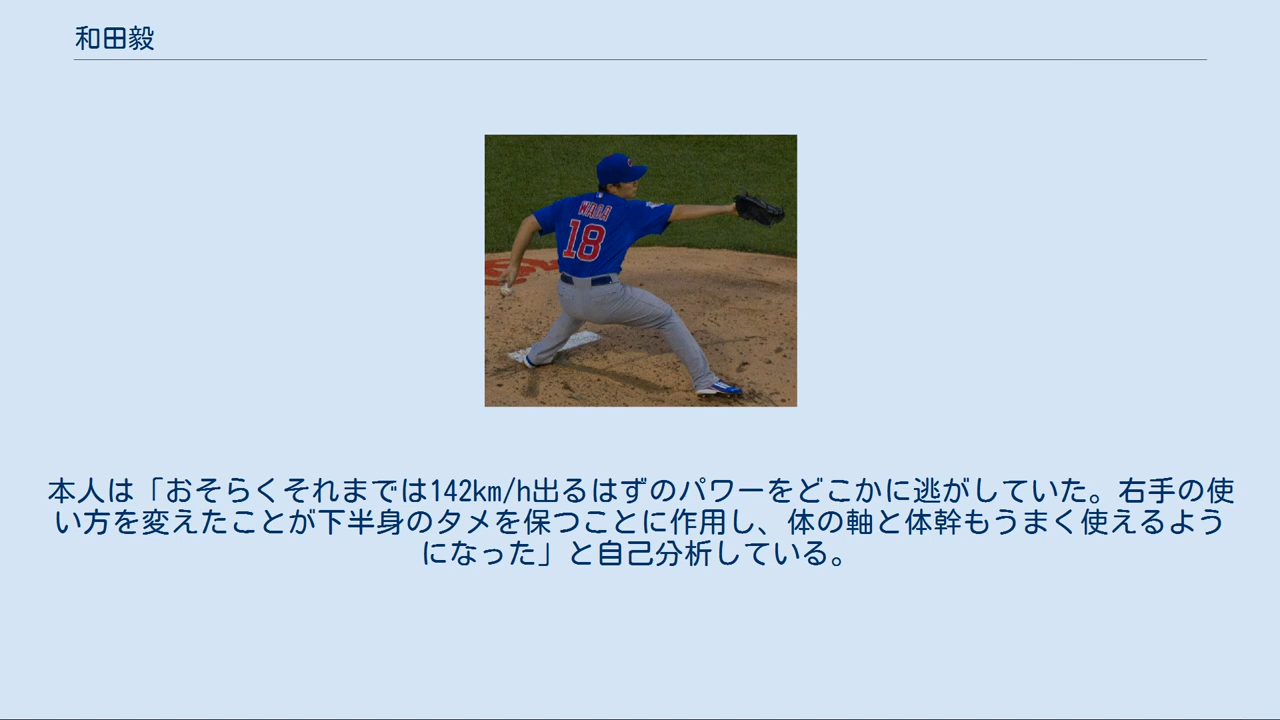 和田毅
WADA
18
本人は「おそらくそれまでは142km/h出るはずのパワーをどこかに逃がしていた。右手の使
い方を変えたことが下半身のタメを保つことに作用し、体の軸と体幹もうまく使えるよう
になった」と自己分析している。